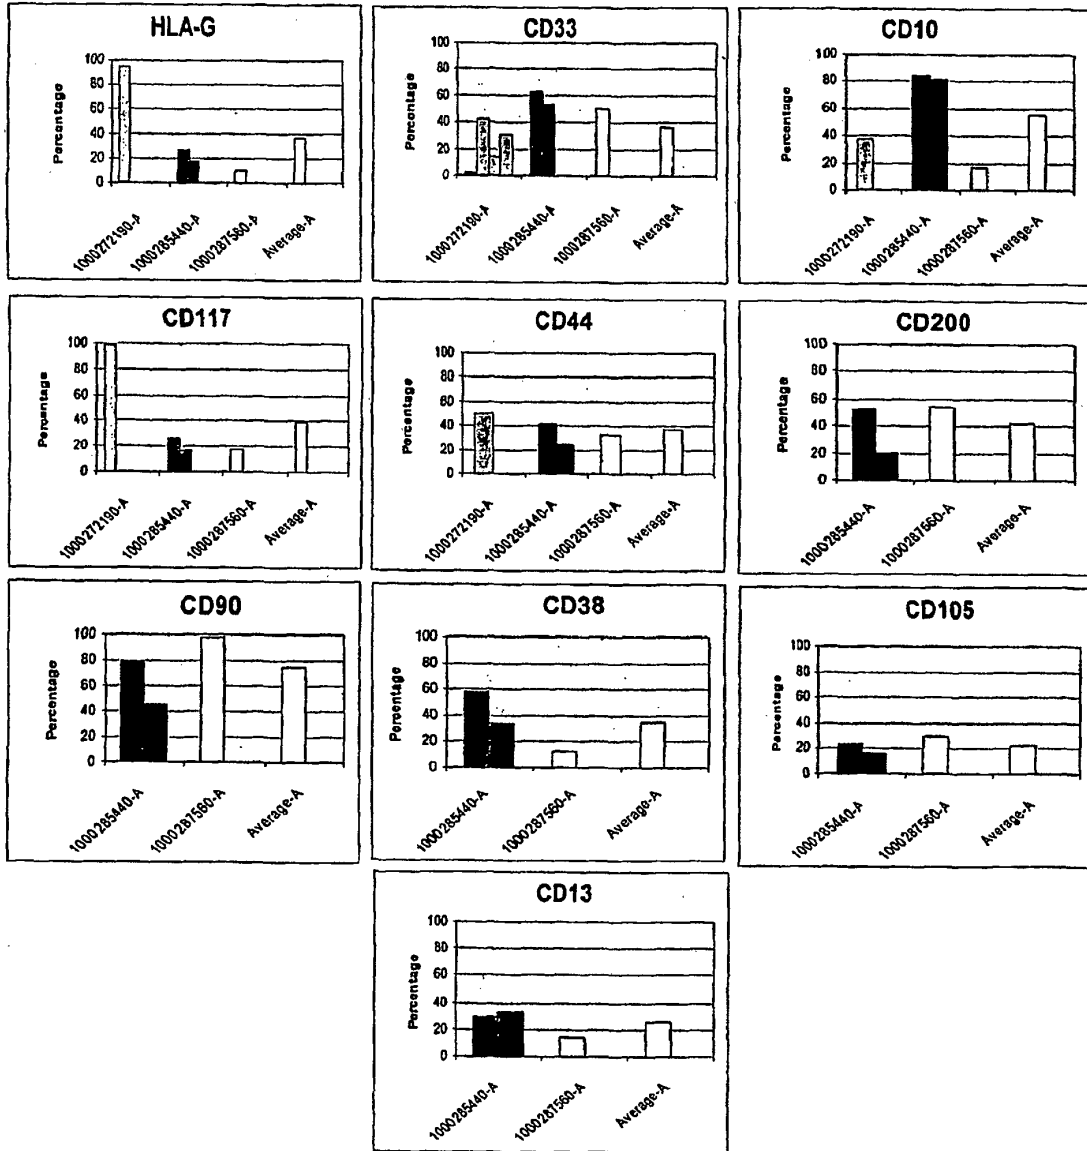 HLA-G
Percentage
100
80
60
40
20
0
1000272190-A
1000285440-A
1000287560-A
Average-A
CD33
Percentage
100
80
60
40
20
0
1000272190-A
1000285440-A
1000287560-A
Average-A
CD10
Percentage
100
80
60
40
20
0
1000272190-A
1000285440-A
1000287560-A
Average-A
CD117
Percentage
100
80
60
40
20
0
1000272190-A
1000285440-A
1000287560-A
Average-A
CD44
Percentage
100
80
60
40
20
0
1000272190-A
1000285440-A
1000287560-A
Average-A
CD200
Percentage
100
80
60
40
20
0
1000285440-A
1000287560-A
Average-A
CD90
Percentage
100
80
60
40
20
0
1000285440-A
1000287560-A
Average-A
CD38
Percentage
100
80
60
40
20
0
1000285440-A
1000287560-A
Average-A
CD105
Percentage
100
80
60
40
20
0
1000285440-A
1000287560-A
Average-A
CD13
Percentage
100
80
60
40
20
0
1000285440-A
1000287560-A
Average-A